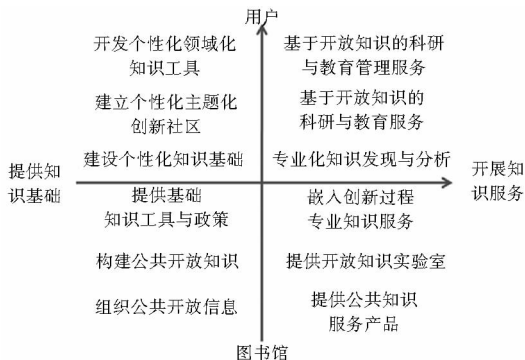 用户
开发个性化领域化
知识工具
基于开放知识的科研
与教育管理服务
建立个性化主题化
创新社区
基于开放知识的
科研与教育服务
建设个性化知识基础
专业化知识发现与分析
提供知
识基础
开展知
识服务
提供基础
知识工具与政策
嵌入创新过程
专业知识服务
构建公共开放知识
提供开放知识实验室
组织公共开放信息
提供公共知识
服务产品
图书馆